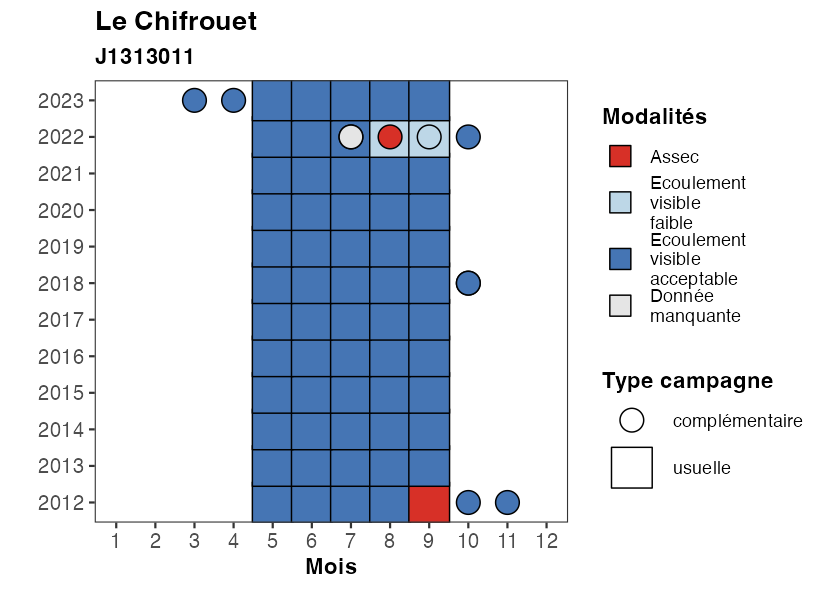 Le Chifrouet
J1313011
2023
2022
2021
2020
2019
2018
2017
2016
2015
2014
2013
2012
1 2 3 4 5 6 7 8 9 10 11 12
Mois
Modalités
Assec
Ecoulement
visible
faible
Ecoulement
visible
acceptable
Donnée
manquante
Type campagne
complémentaire
usuelle